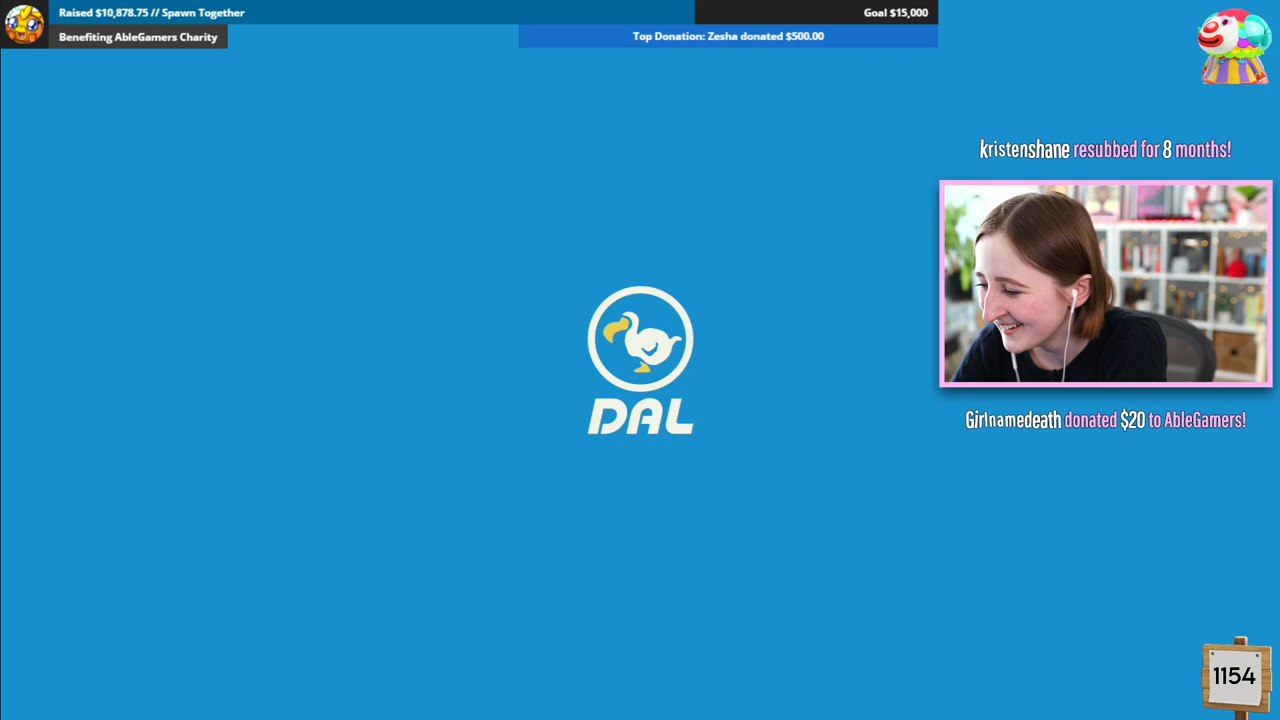 Raised $10,878.75 // Spawn Together
Goal $15,000
Benefiting AbleGamers Charity
Top Donation: Zesha donated $500.00
kristenshane resubbed for 8 months!
DAL
Girlnamedeath donated $20 to AbleGamers!
1154